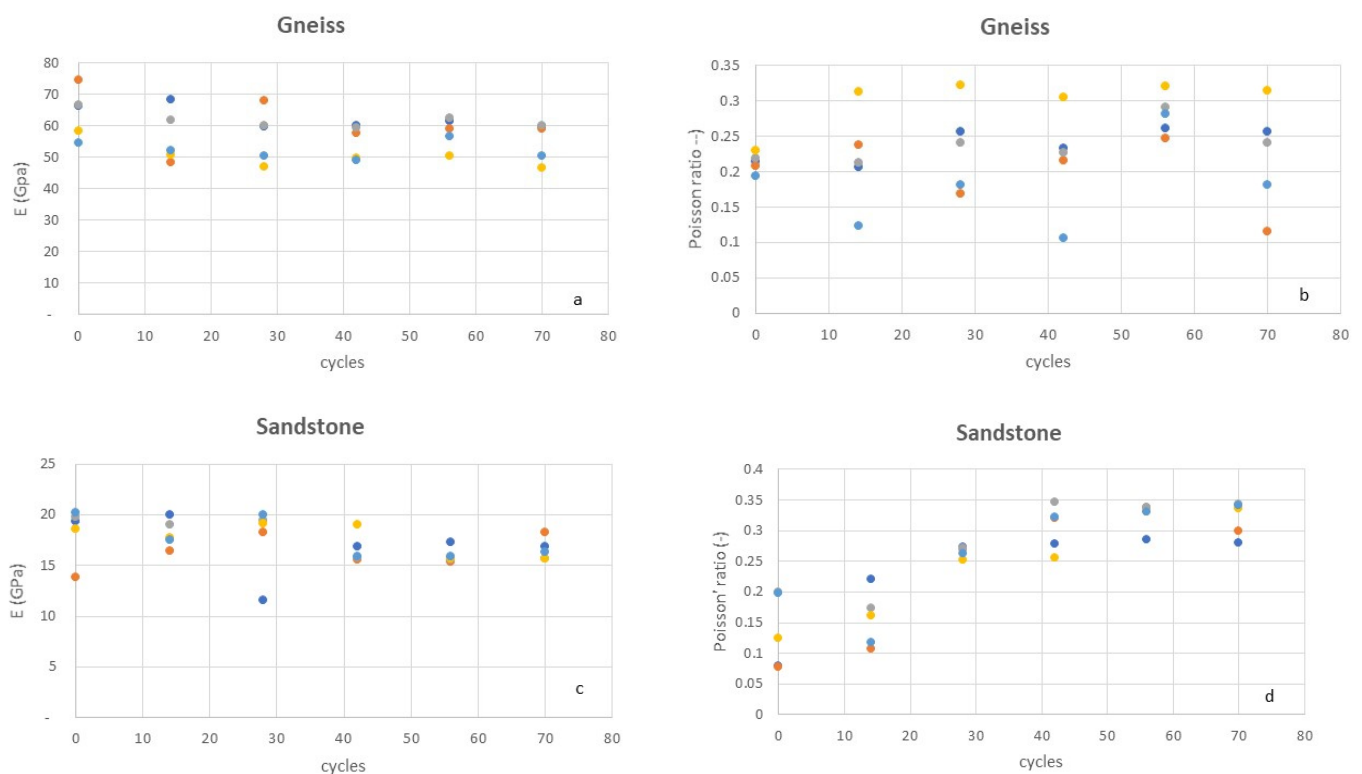 Gneiss
80
70
60
50
40
30
20
10
-
E (Gpa)
0 10 20 30 40 50 60 70 80
cycles
a
Gneiss
0.35
0.3
0.25
0.2
0.15
0.1
0.05
0
Poisson ratio --)
0 10 20 30 40 50 60 70 80
cycles
b
Sandstone
25
20
15
10
5
-
E (GPa)
0 10 20 30 40 50 60 70 80
cycles
c
Sandstone
0.4
0.35
0.3
0.25
0.2
0.15
0.1
0.05
0
Poisson' ratio (-)
0 10 20 30 40 50 60 70 80
cycles
d